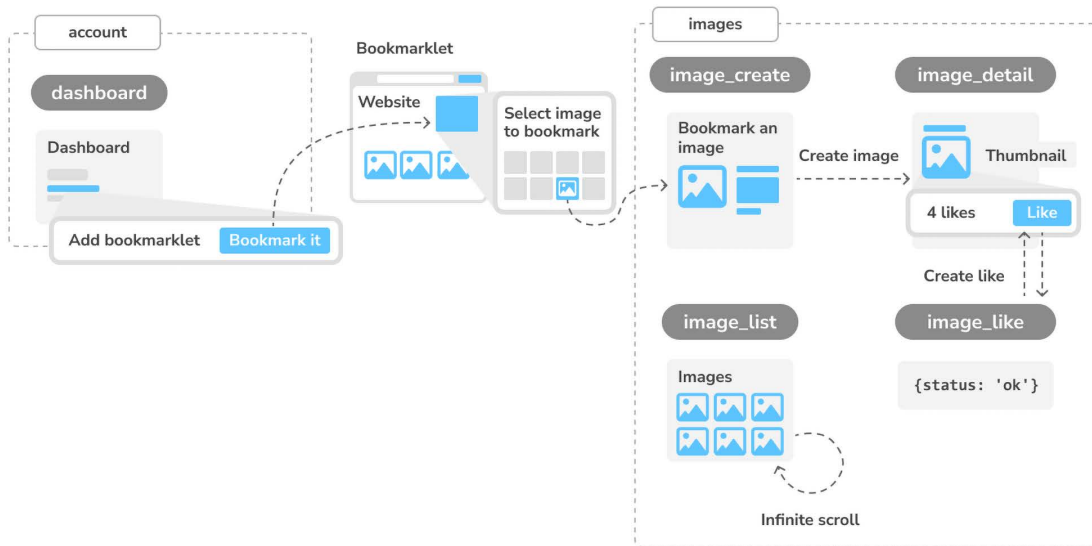 account
dashboard
Dashboard
Add bookmarklet
Bookmark it
Bookmarklet
Website
Select image
to bookmark
images
image_create
Bookmark an
image
Create image
image_detail
Thumbnail
4 likes
Like
Create like
image_list
Images
Infinite scroll
image_like
{status: 'ok'}